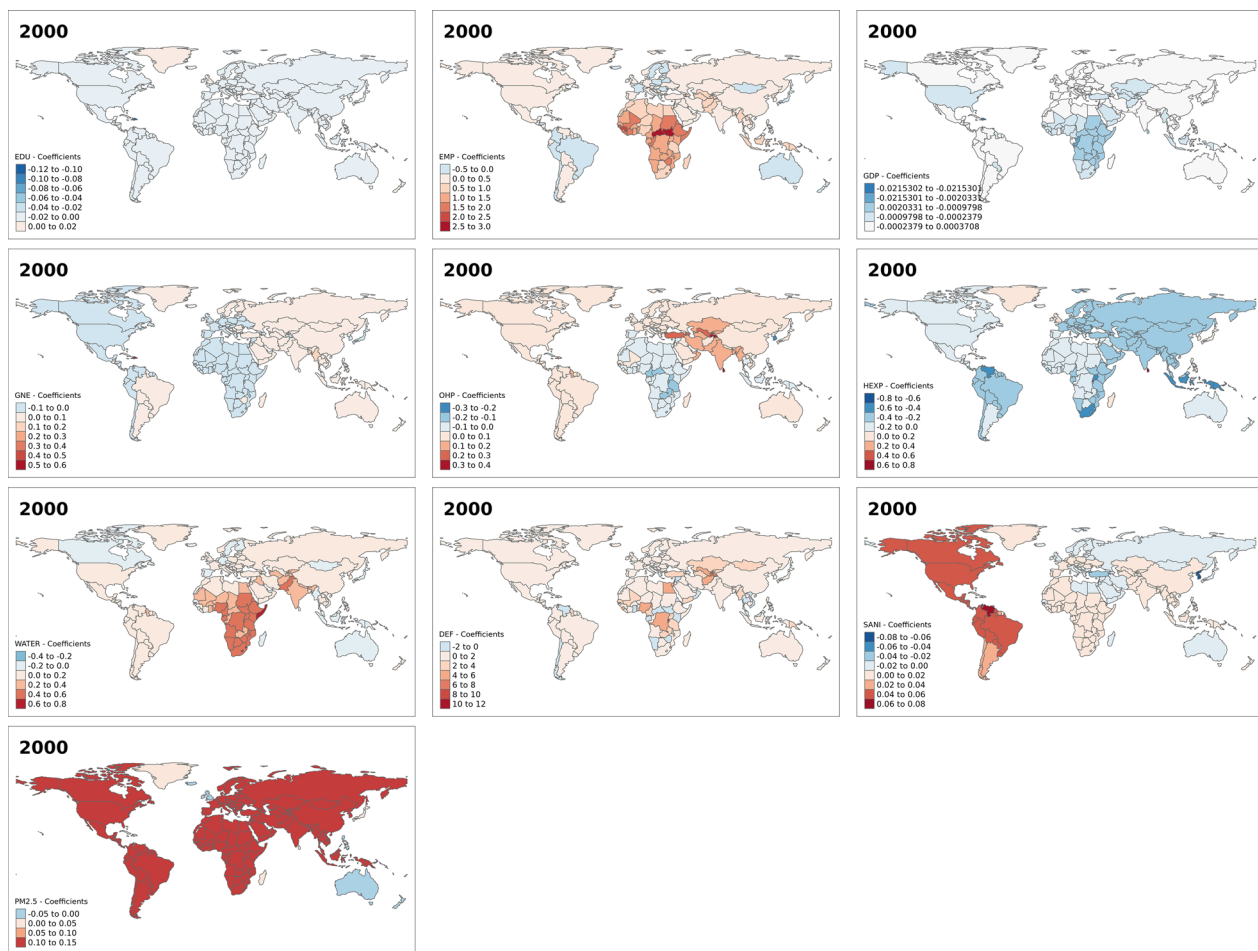 2000
EDU - Coefficients
-0.12 to -0.10
-0.10 to -0.08
-0.08 to -0.06
-0.06 to -0.04
-0.04 to -0.02
-0.02 to 0.00
0.00 to 0.02
2000
EMP - Coefficients
-0.5 to 0.0
0.0 to 0.5
0.5 to 1.0
1.0 to 1.5
1.5 to 2.0
2.0 to 2.5
2.5 to 3.0
2000
GDP - Coefficients
-0.0215302 to -0.0215301
-0.0215301 to -0.0020331
-0.0020331 to -0.0009798
-0.0009798 to -0.0002379
-0.0002379 to 0.0003708
2000
GNE - Coefficients
-0.1 to 0.0
0.0 to 0.1
0.1 to 0.2
0.2 to 0.3
0.3 to 0.4
0.4 to 0.5
0.5 to 0.6
2000
OHP - Coefficients
-0.3 to -0.2
-0.2 to -0.1
-0.1 to 0.0
0.0 to 0.1
0.1 to 0.2
0.2 to 0.3
0.3 to 0.4
2000
HEXP - Coefficients
-0.8 to -0.6
-0.6 to -0.4
-0.4 to -0.2
-0.2 to 0.0
0.0 to 0.2
0.2 to 0.4
0.4 to 0.6
0.6 to 0.8
2000
WATER - Coefficients
-0.4 to -0.2
-0.2 to 0.0
0.0 to 0.2
0.2 to 0.4
0.4 to 0.6
0.6 to 0.8
2000
DEF - Coefficients
-2 to 0
0 to 2
2 to 4
4 to 6
6 to 8
8 to 10
10 to 12
2000
SANI - Coefficients
-0.08 to -0.06
-0.06 to -0.04
-0.04 to -0.02
-0.02 to 0.00
0.00 to 0.02
0.02 to 0.04
0.04 to 0.06
0.06 to 0.08
2000
PM2.5 - Coefficients
-0.05 to 0.00
0.00 to 0.05
0.05 to 0.10
0.10 to 0.15